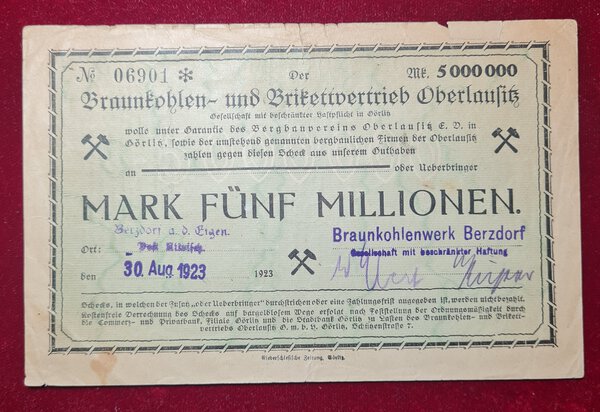 № 06901 * Der Mk. 5000000
Braunkohlen- und Brikettvertrieb Oberlausitz
Gesellschaft mit beschränkter Haftpflicht in Görlitz
wolle unter Garantie des Bergbauvereins Oberlausitz E. V. in
Görlitz, sowie der umstehend genannten bergbaulichen Firmen der Oberlausitz
zahlen gegen diesen Scheck aus unserem Guthaben
an oder Ueberbringer
MARK FÜNF MILLIONEN.
Berzdorf a. d. Eigen. Braunkohlenwerk Berzdorf
Ort: Post Gesellschaft mit beschränkter Haftung
den 30. Aug 1923 1923
Schecks, in welchen der Zusatz „oder Ueberbringer" durchstrichen oder eine Zahlungsfrist angegeben ist, werden nicht bezahlt.
Kostenfreie Verrechnung des Schecks auf bargeldlosem Wege erfolgt nach Feststellung der Ordnungsmäßigkeit durch
die Commerz- und Privatbank, Filiale Görlitz und die Stadtbank Görlitz zu Lasten des Braunkohlen- und Brikett-
vertriebs Oberlausitz G. m. b. H. Görlitz, Schützenstraße 7.
Niederschlesische Zeitung, Görlitz.